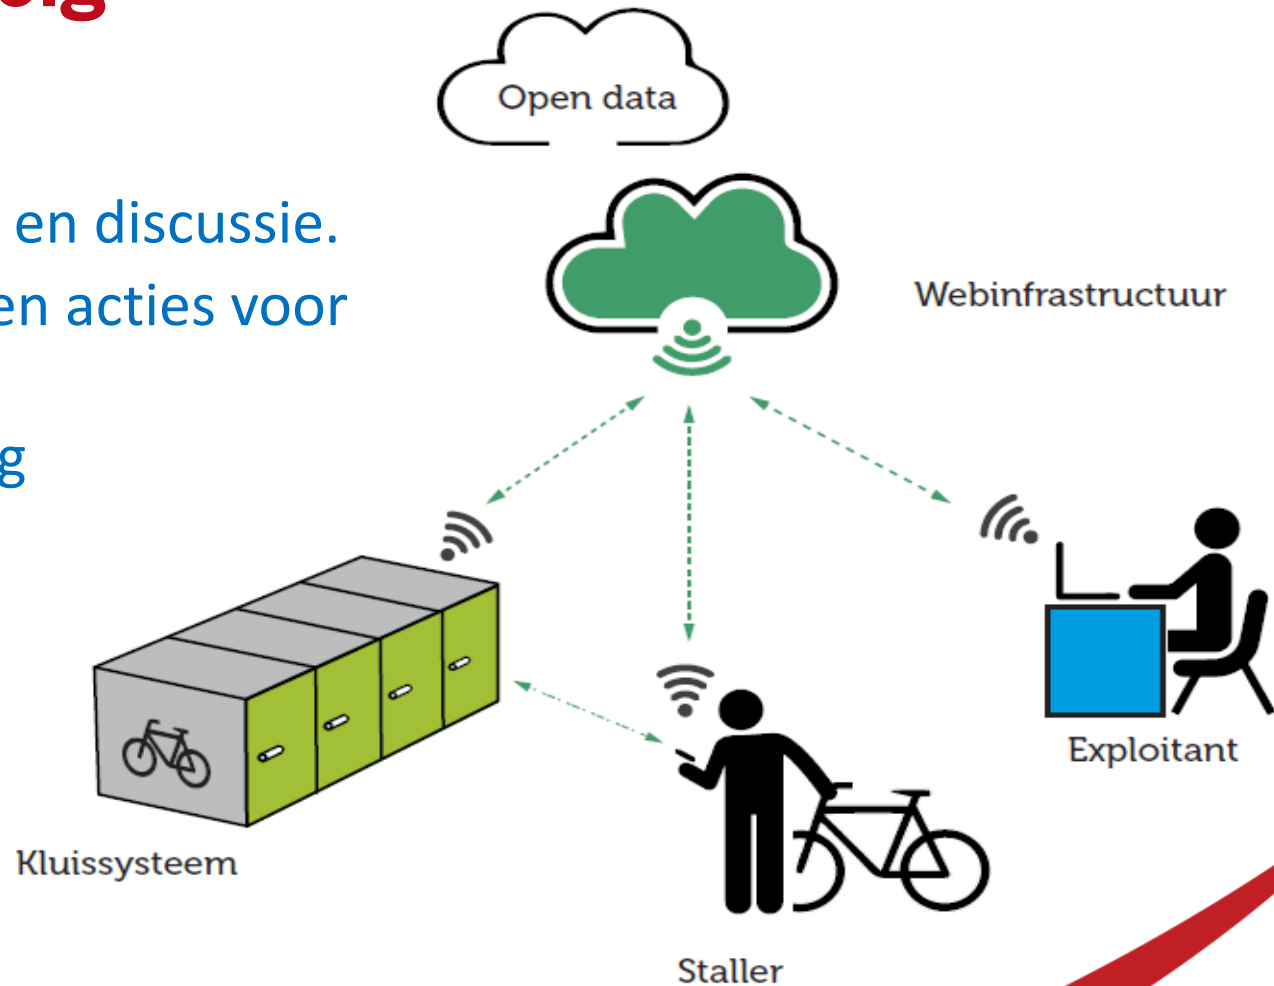 Open data
en discussie.
en acties voor
Webinfrastructuur
Exploitant
Kluissysteem
Staller